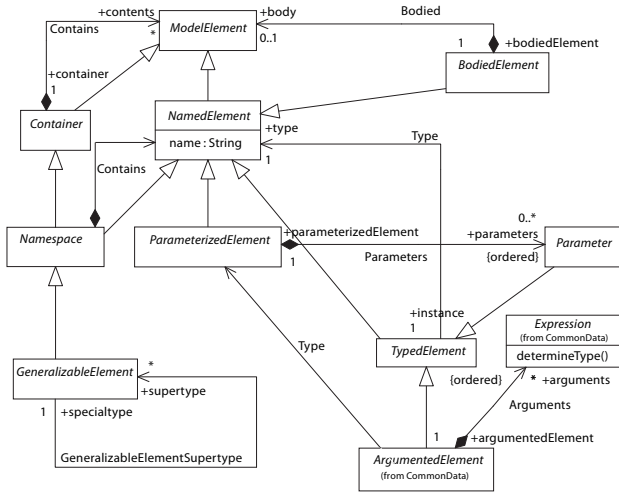 +contents
ModelElement
+body
Bodied
Contains
*
0..1
1
+bodiedElement
+container
1
BodiedElement
Container
NamedElement
+type
name : String
1
Type
Contains
0..*
Namespace
ParameterizedElement
+parameterizedElement
+parameters
Parameter
1
Parameters
{ordered}
+instance
1
Expression
(from CommonData)
Type
TypedElement
determineType()
GeneralizableElement
*
{ordered}
* +arguments
+supertype
1
+specialtype
Arguments
1
+argumentedElement
GeneralizableElementSupertype
ArgumentedElement
(from CommonData)